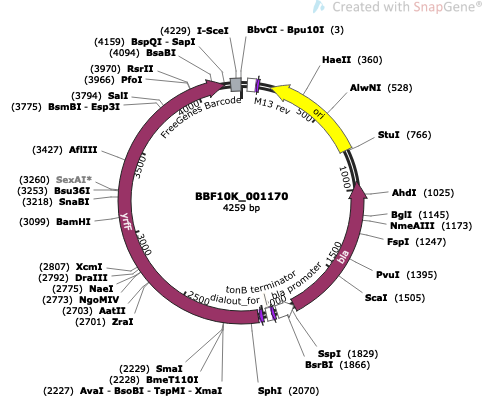 Created with SnapGene®
(4229) I-SceI
BbvCI - Bpu10I (3)
(4159) BspQI - SapI
(4094) BsaBI
HaeII (360)
(3970) RsrII
(3966) PfoI
AlwNI (528)
(3794) SalI
(3775) BsmBI - Esp3I
StuI (766)
(3427) AflIII
(3260) SexAI*
(3253) Bsu36I
(3218) SnaBI
(3099) BamHI
AhdI (1025)
BglI (1145)
NmeAIII (1173)
FspI (1247)
PvuI (1395)
ScaI (1505)
(2807) XcmI
(2792) DraIII
(2775) NaeI
(2773) NgoMIV
(2703) AatII
(2701) ZraI
SspI (1829)
BsrBI (1866)
(2229) SmaI
(2228) BmeT110I
(2227) AvaI - BsoBI - TspMI - XmaI
SphI (2070)
BBF10K_001170
4259 bp
FreeGenes Barcode
M13 rev
ori
bla
bla promoter
tonB terminator
dialout_for
yrfF
500
1000
1500
2500
3000
3500
4000